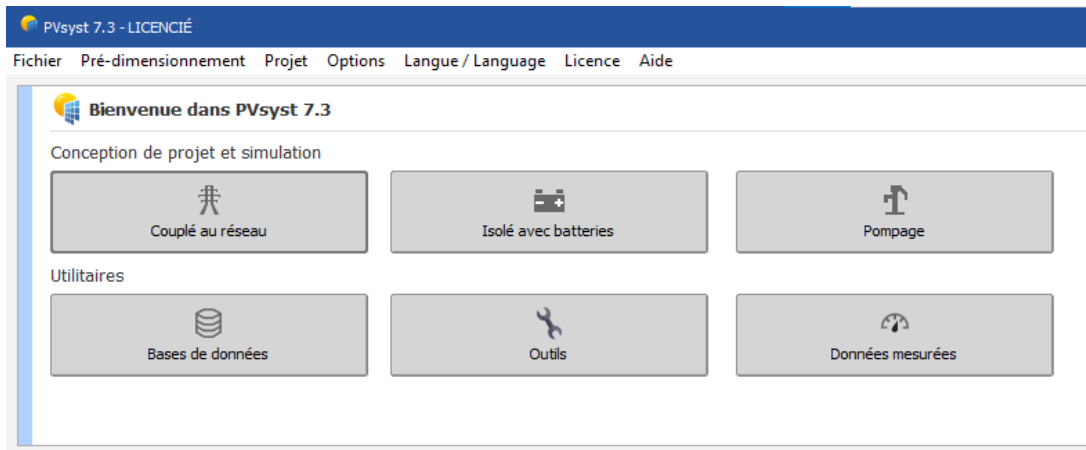 PVsyst 7.3 - LICENCIÉ
Fichier Pré-dimensionnement Projet Options Langue / Language Licence Aide
Bienvenue dans PVsyst 7.3
Conception de projet et simulation
Couplé au réseau Isolé avec batteries Pompage
Utilitaires
Bases de données Outils Données mesurées